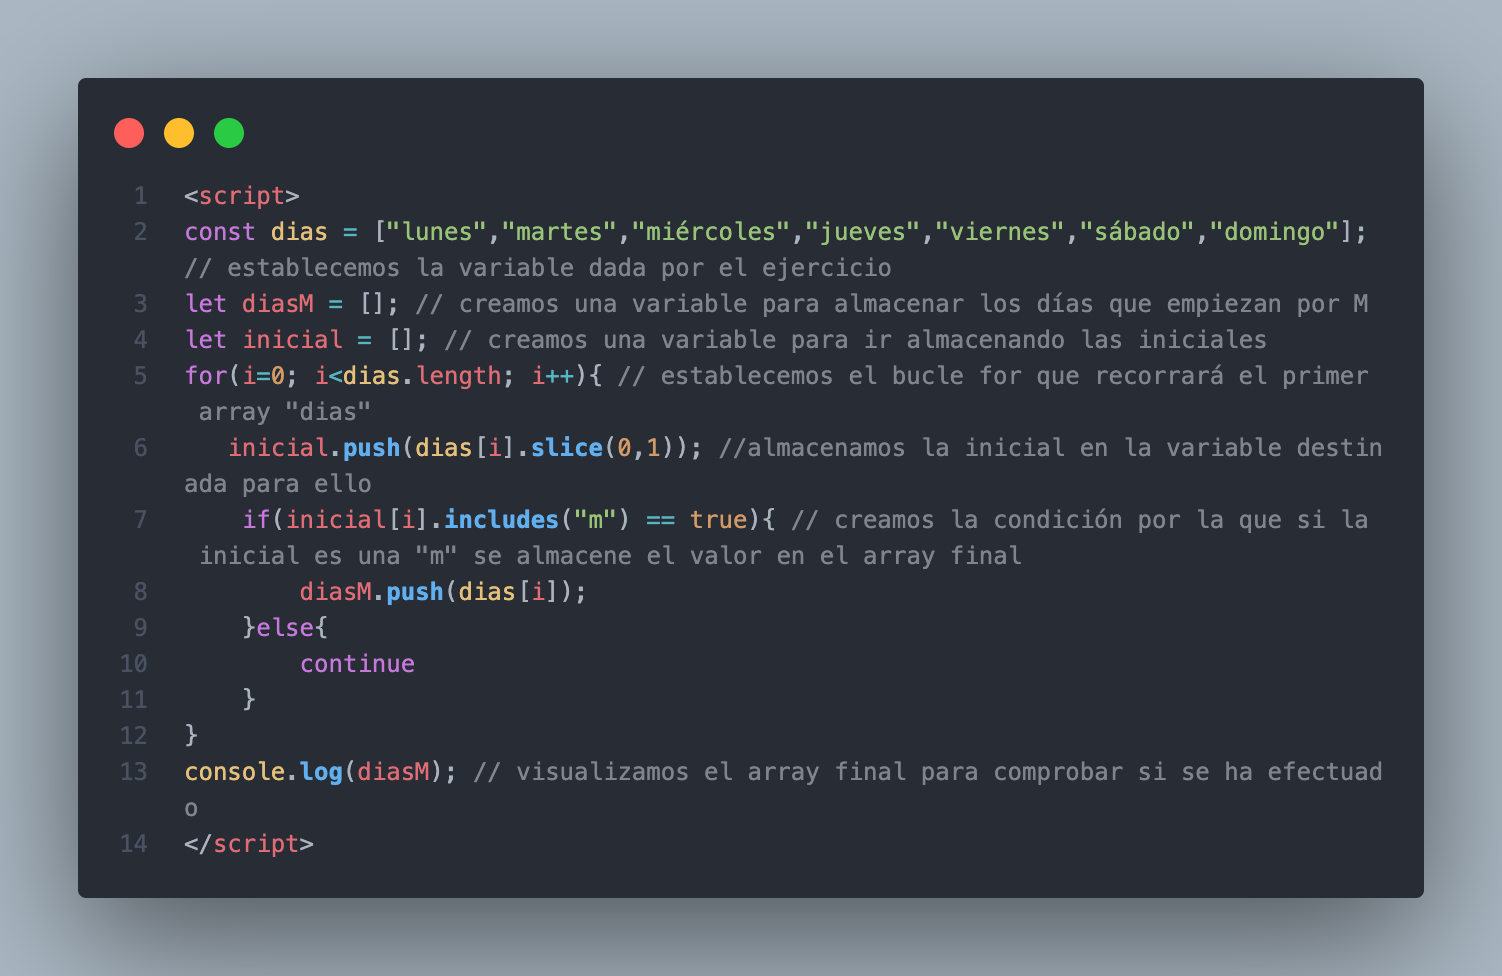 1 <script>
2 const dias = ["lunes","martes","miércoles","jueves","viernes","sábado","domingo"];
// establecemos la variable dada por el ejercicio
3 let diasM = []; // creamos una variable para almacenar los días que empiezan por M
4 let inicial = []; // creamos una variable para ir almacenando las iniciales
5 for(i=0; i<dias.length; i++){ // establecemos el bucle for que recorrará el primer
array "dias"
6 inicial.push(dias[i].slice(0,1)); //almacenamos la inicial en la variable destin
ada para ello
7 if(inicial[i].includes("m") == true){ // creamos la condición por la que si la
inicial es una "m" se almacene el valor en el array final
8 diasM.push(dias[i]);
9 }else{
10 continue
11 }
12 }
13 console.log(diasM); // visualizamos el array final para comprobar si se ha efectuad
o
14 </script>